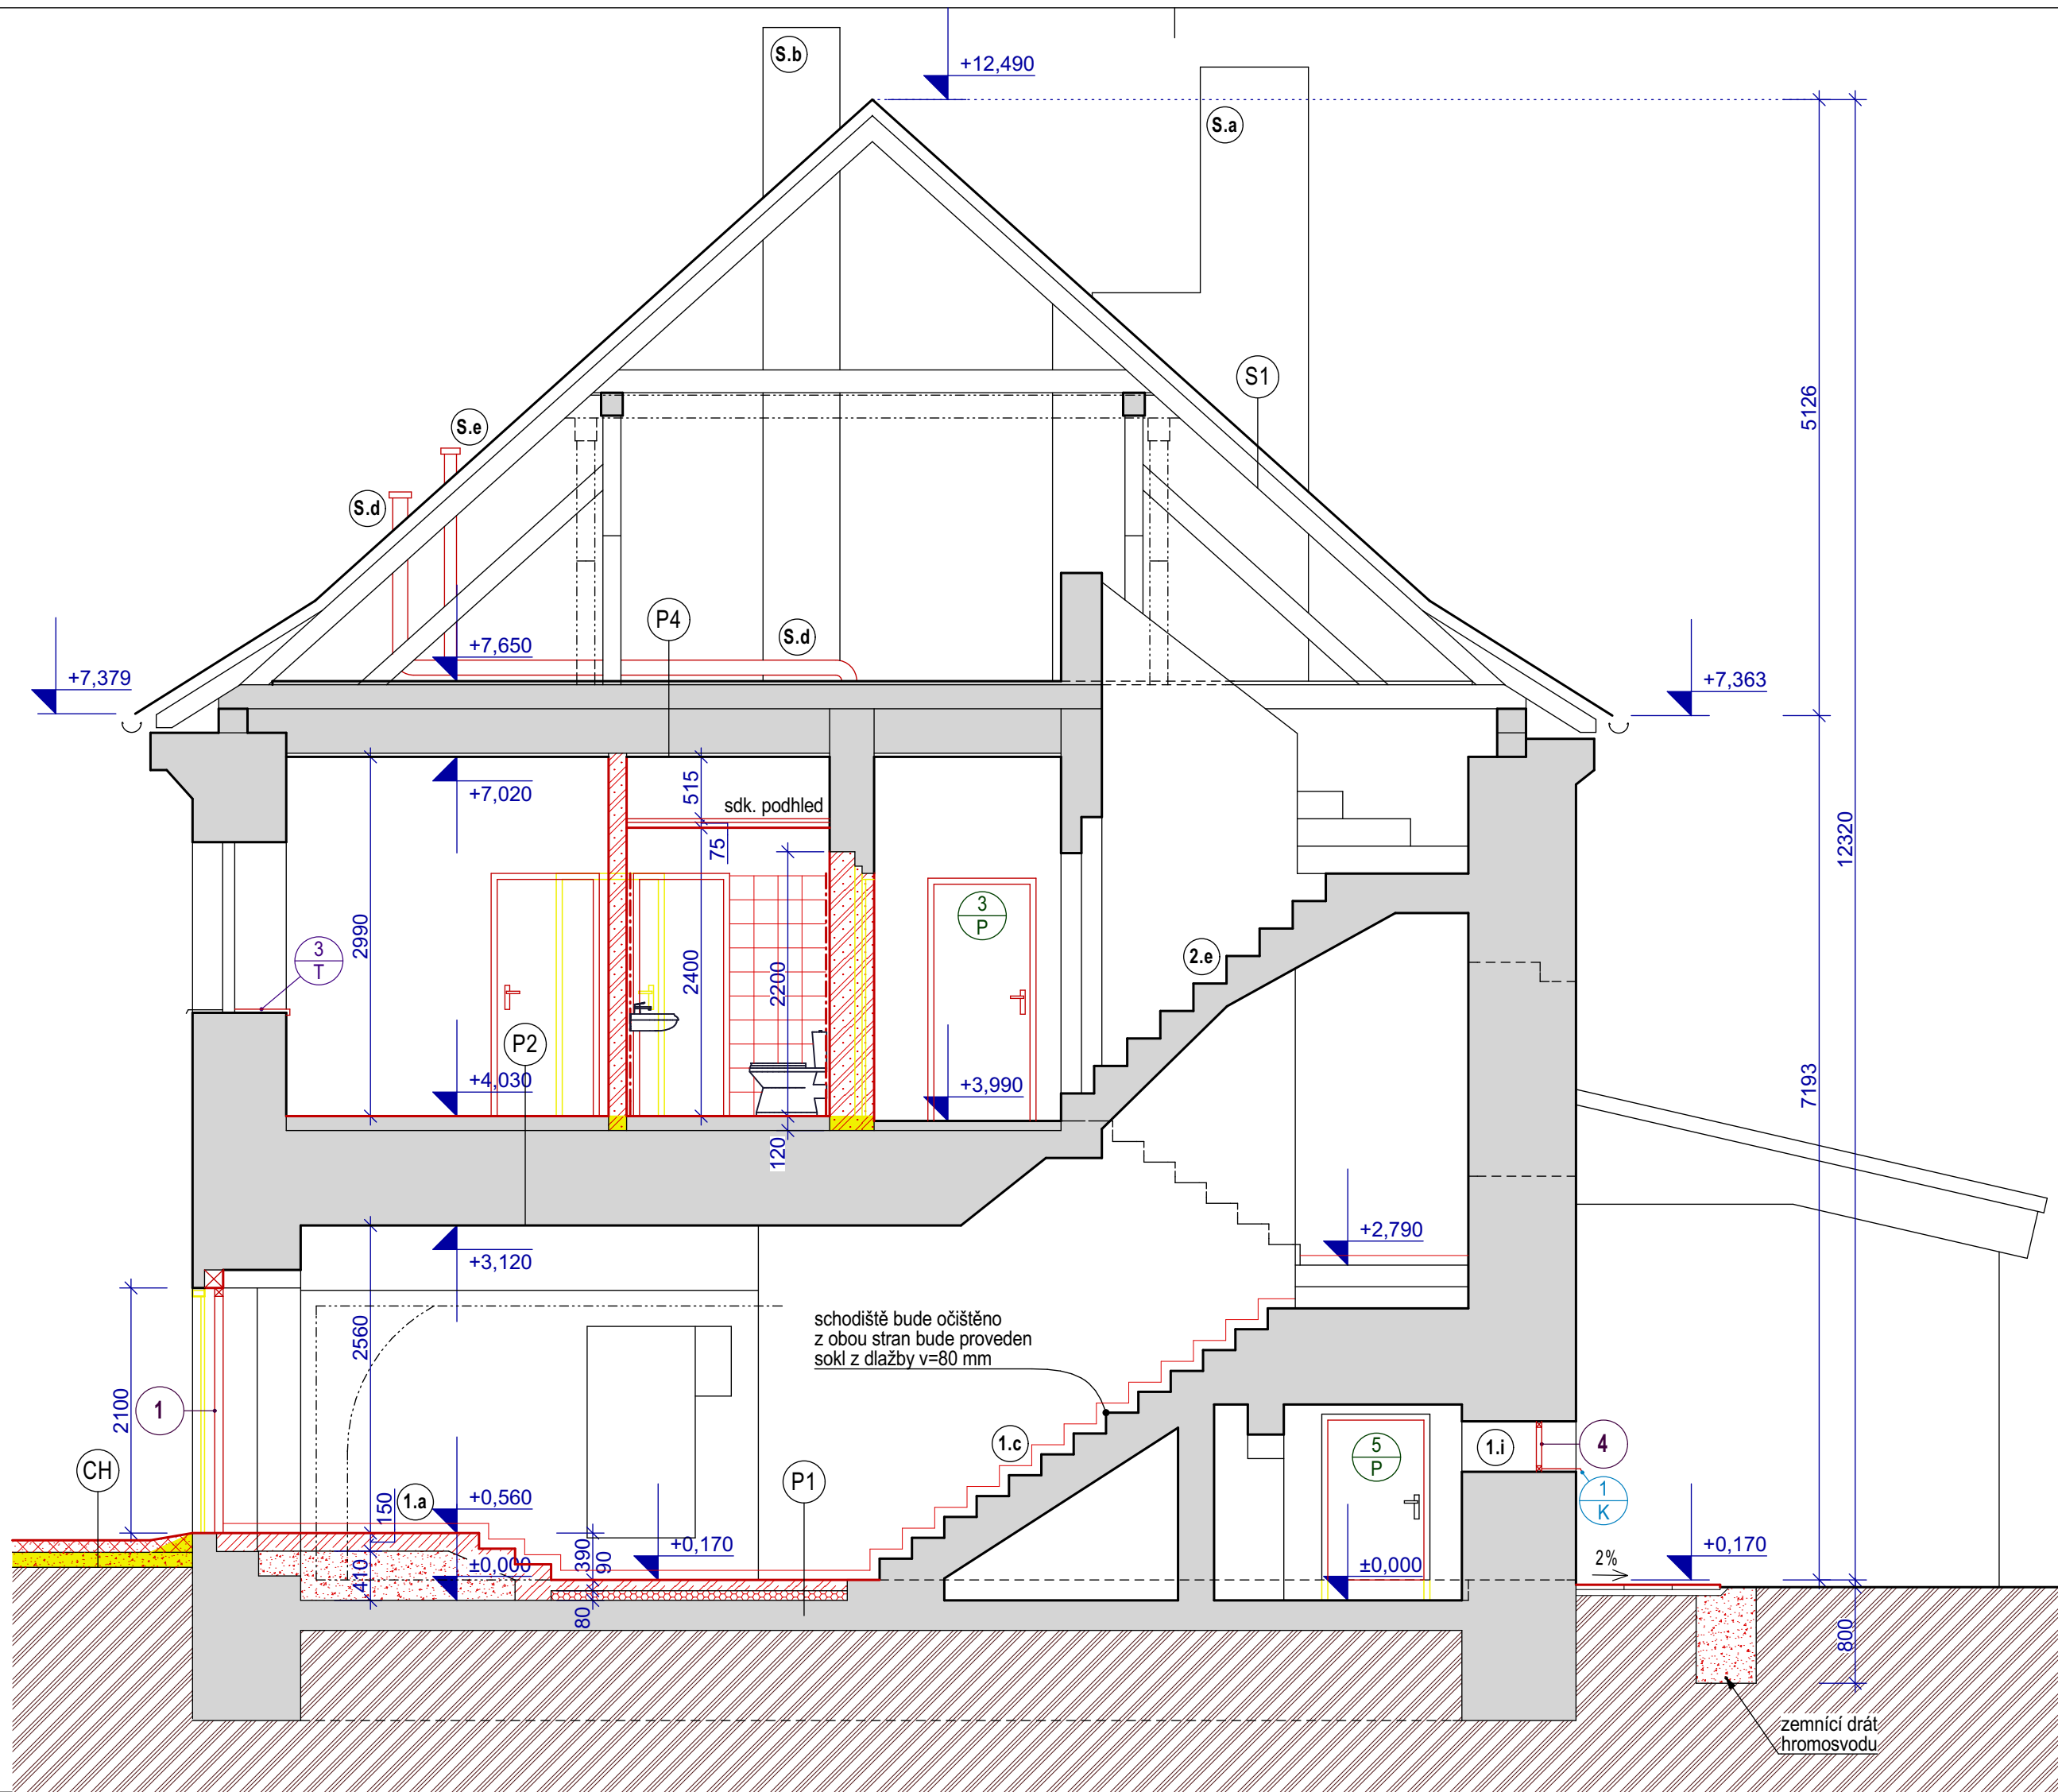 S.b
+12,490
S.a
S1
5126
S.e
S.d
P4
S.d
+7,650
+7,379
+7,363
+7,020
515
sdk. podhled
75
12320
2990
2400
2200
3
P
3
T
2.e
P2
+4,030
+3,990
7193
120
+2,790
+3,120
2560
schodiště bude očištěno
z obou stran bude proveden
sokl z dlažby v=80 mm
2100
1
1.c
5
P
1.i
4
CH
P1
1
K
1.a
150
+0,560
390
90
+0,170
±0,000
410
80
±0,000
2%
+0,170
800
zemnící drát
hromosvodu